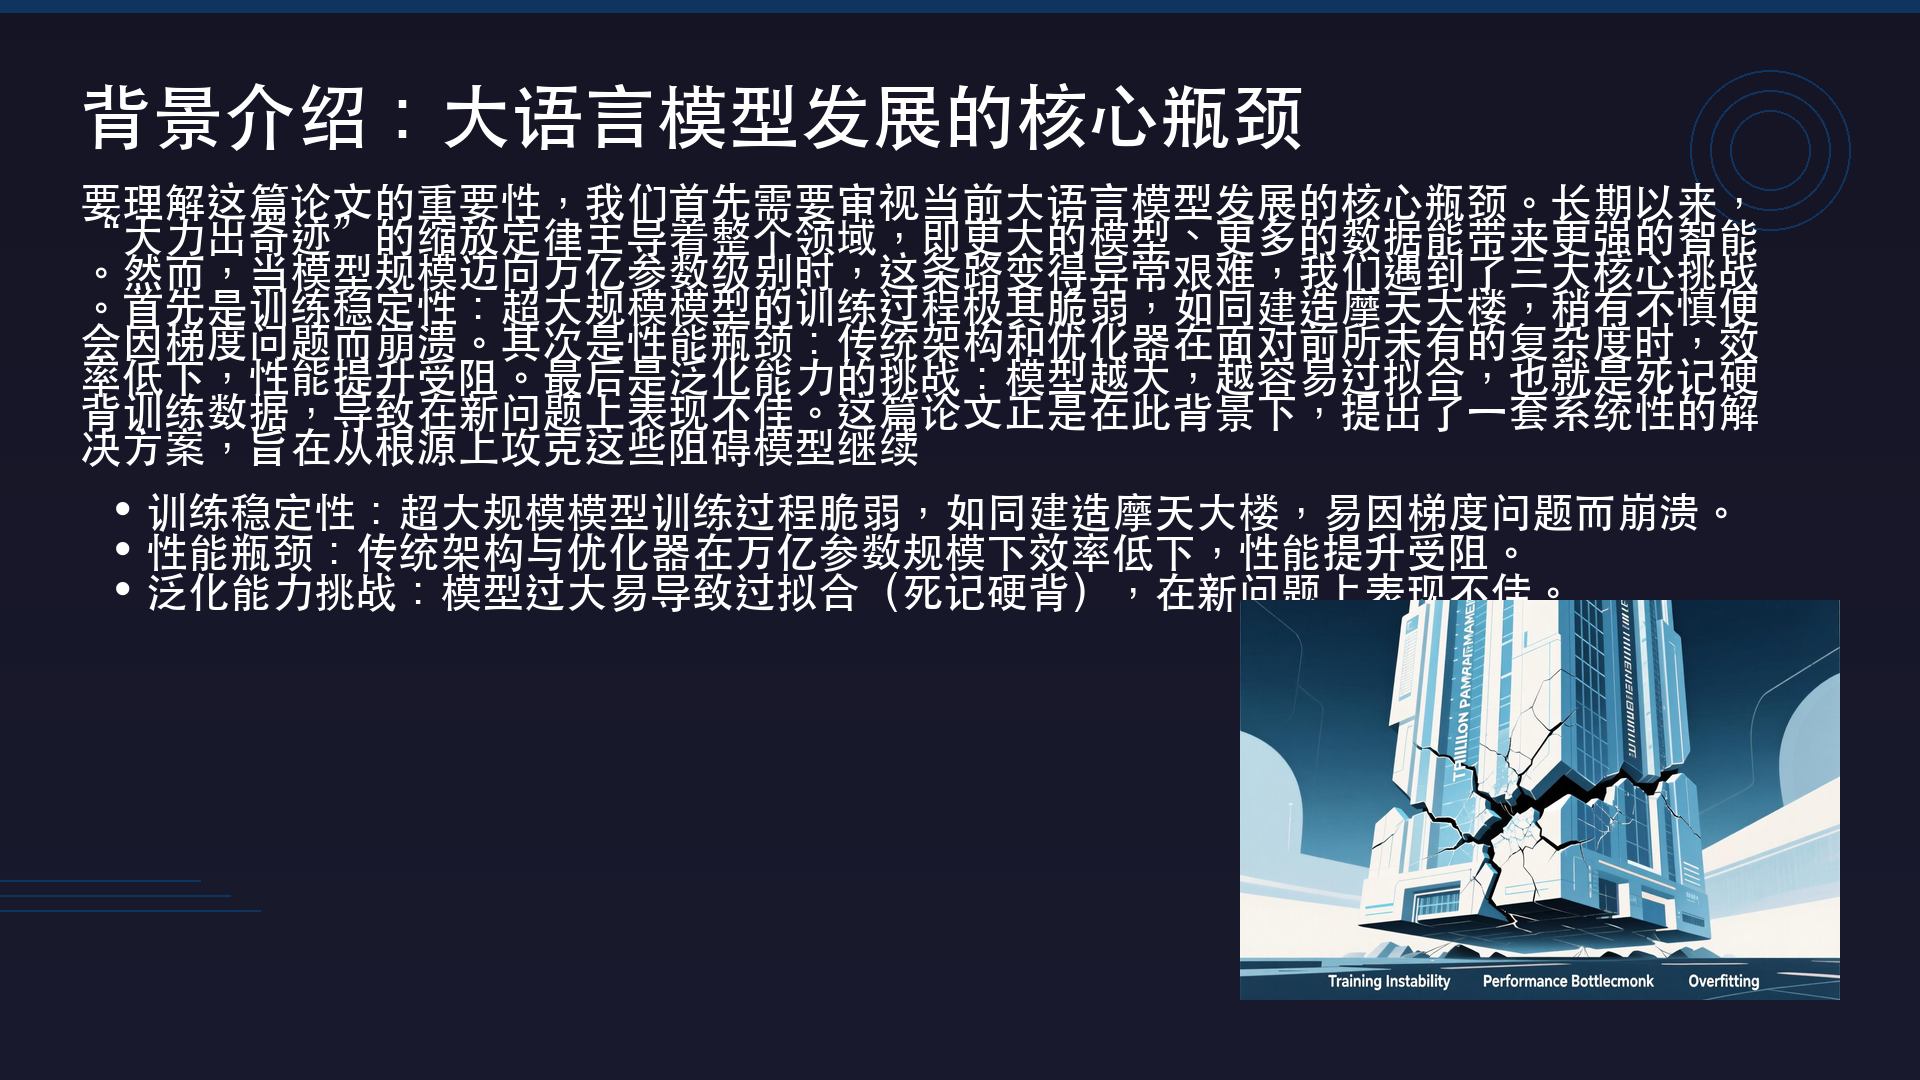 背景介绍：大语言模型发展的核心瓶颈
要理解这篇论文的重要性，我们首先需要审视当前大语言模型发展的核心瓶颈。长期以来，
“大力出奇迹”的缩放定律主导着整个领域，即更大的模型、更多的数据能带来更强的智能
。然而，当模型规模迈向万亿参数级别时，这条路变得异常艰难，我们遇到了三大核心挑战
。首先是训练稳定性：超大规模模型的训练过程极其脆弱，如同建造摩天大楼，稍有不慎便
会因梯度问题而崩溃。其次是性能瓶颈：传统架构和优化器在面对前所未有的复杂度时，效
率低下，性能提升受阻。最后是泛化能力的挑战：模型越大，越容易过拟合，也就是死记硬
背训练数据，导致在新问题上表现不佳。这篇论文正是在此背景下，提出了一套系统性的解
决方案，旨在从根源上攻克这些阻碍模型继续
• 训练稳定性：超大规模模型训练过程脆弱，如同建造摩天大楼，易因梯度问题而崩溃。
• 性能瓶颈：传统架构与优化器在万亿参数规模下效率低下，性能提升受阻。
• 泛化能力挑战：模型过大易导致过拟合（死记硬背），在新问题上表现不佳。
Training Instability Performance Bottlecmonk Overfitting